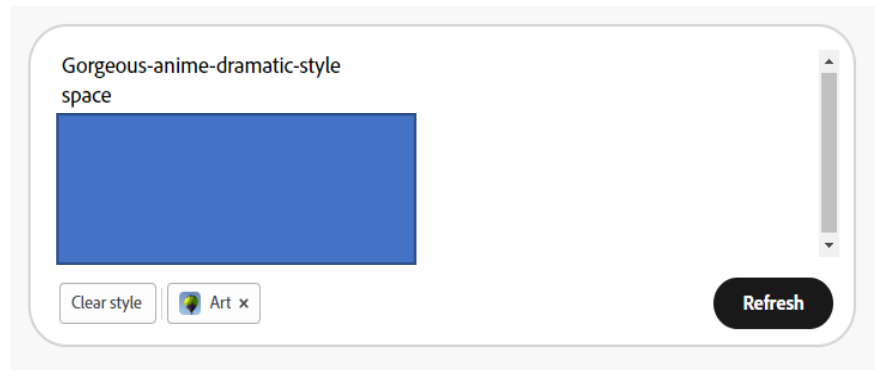 Gorgeous-anime-dramatic-style
space
Clear style
Art ×
Refresh